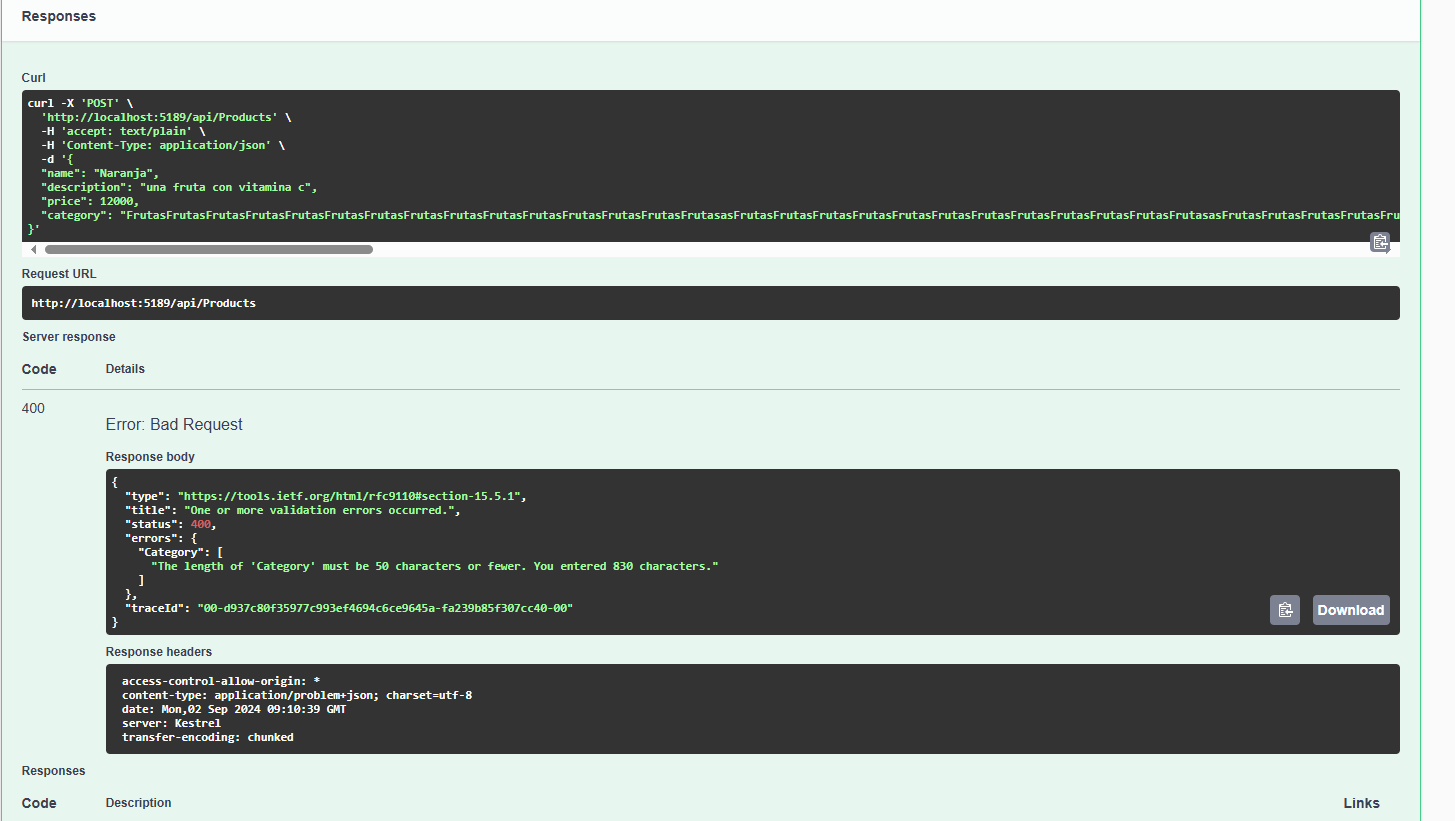 Responses
Curl
curl -X 'POST' \
'http://localhost:5189/api/Products' \
-H 'accept: text/plain' \
-H 'Content-Type: application/json' \
-d '{
"name": "Naranja",
"description": "una fruta con vitamina c",
"price": 12000,
"category": "FrutasFrutasFrutasFrutasFrutasFrutasFrutasFrutasFrutasFrutasFrutasFrutasFrutasFrutasFrutasasFrutasFrutasFrutasFrutasFrutasFrutasFrutasFrutasFrutasFrutasFrutasFrutasasFrutasFrutasFrutasFrutasFru
}'
Request URL
http://localhost:5189/api/Products
Server response
Code Details
400
Error: Bad Request
Response body
{
"type": "https://tools.ietf.org/html/rfc9110#section-15.5.1",
"title": "One or more validation errors occurred.",
"status": 400,
"errors": {
"Category": [
"The length of 'Category' must be 50 characters or fewer. You entered 830 characters."
]
},
"traceId": "00-d937c80f35977c993ef4694c6ce9645a-fa239b85f307cc40-00"
}
Download
Response headers
access-control-allow-origin: *
content-type: application/problem+json; charset=utf-8
date: Mon,02 Sep 2024 09:10:39 GMT
server: Kestrel
transfer-encoding: chunked
Responses
Code Description Links